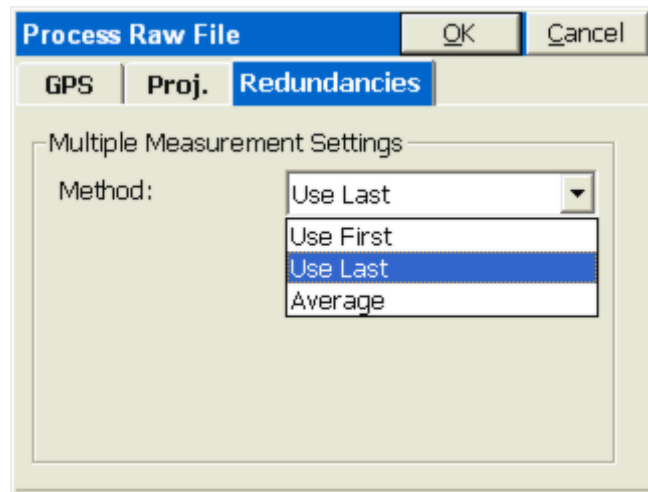 Process Raw File OK Cancel
GPS Proj. Redundancies
Multiple Measurement Settings
Method: Use Last
Use First
Use Last
Average